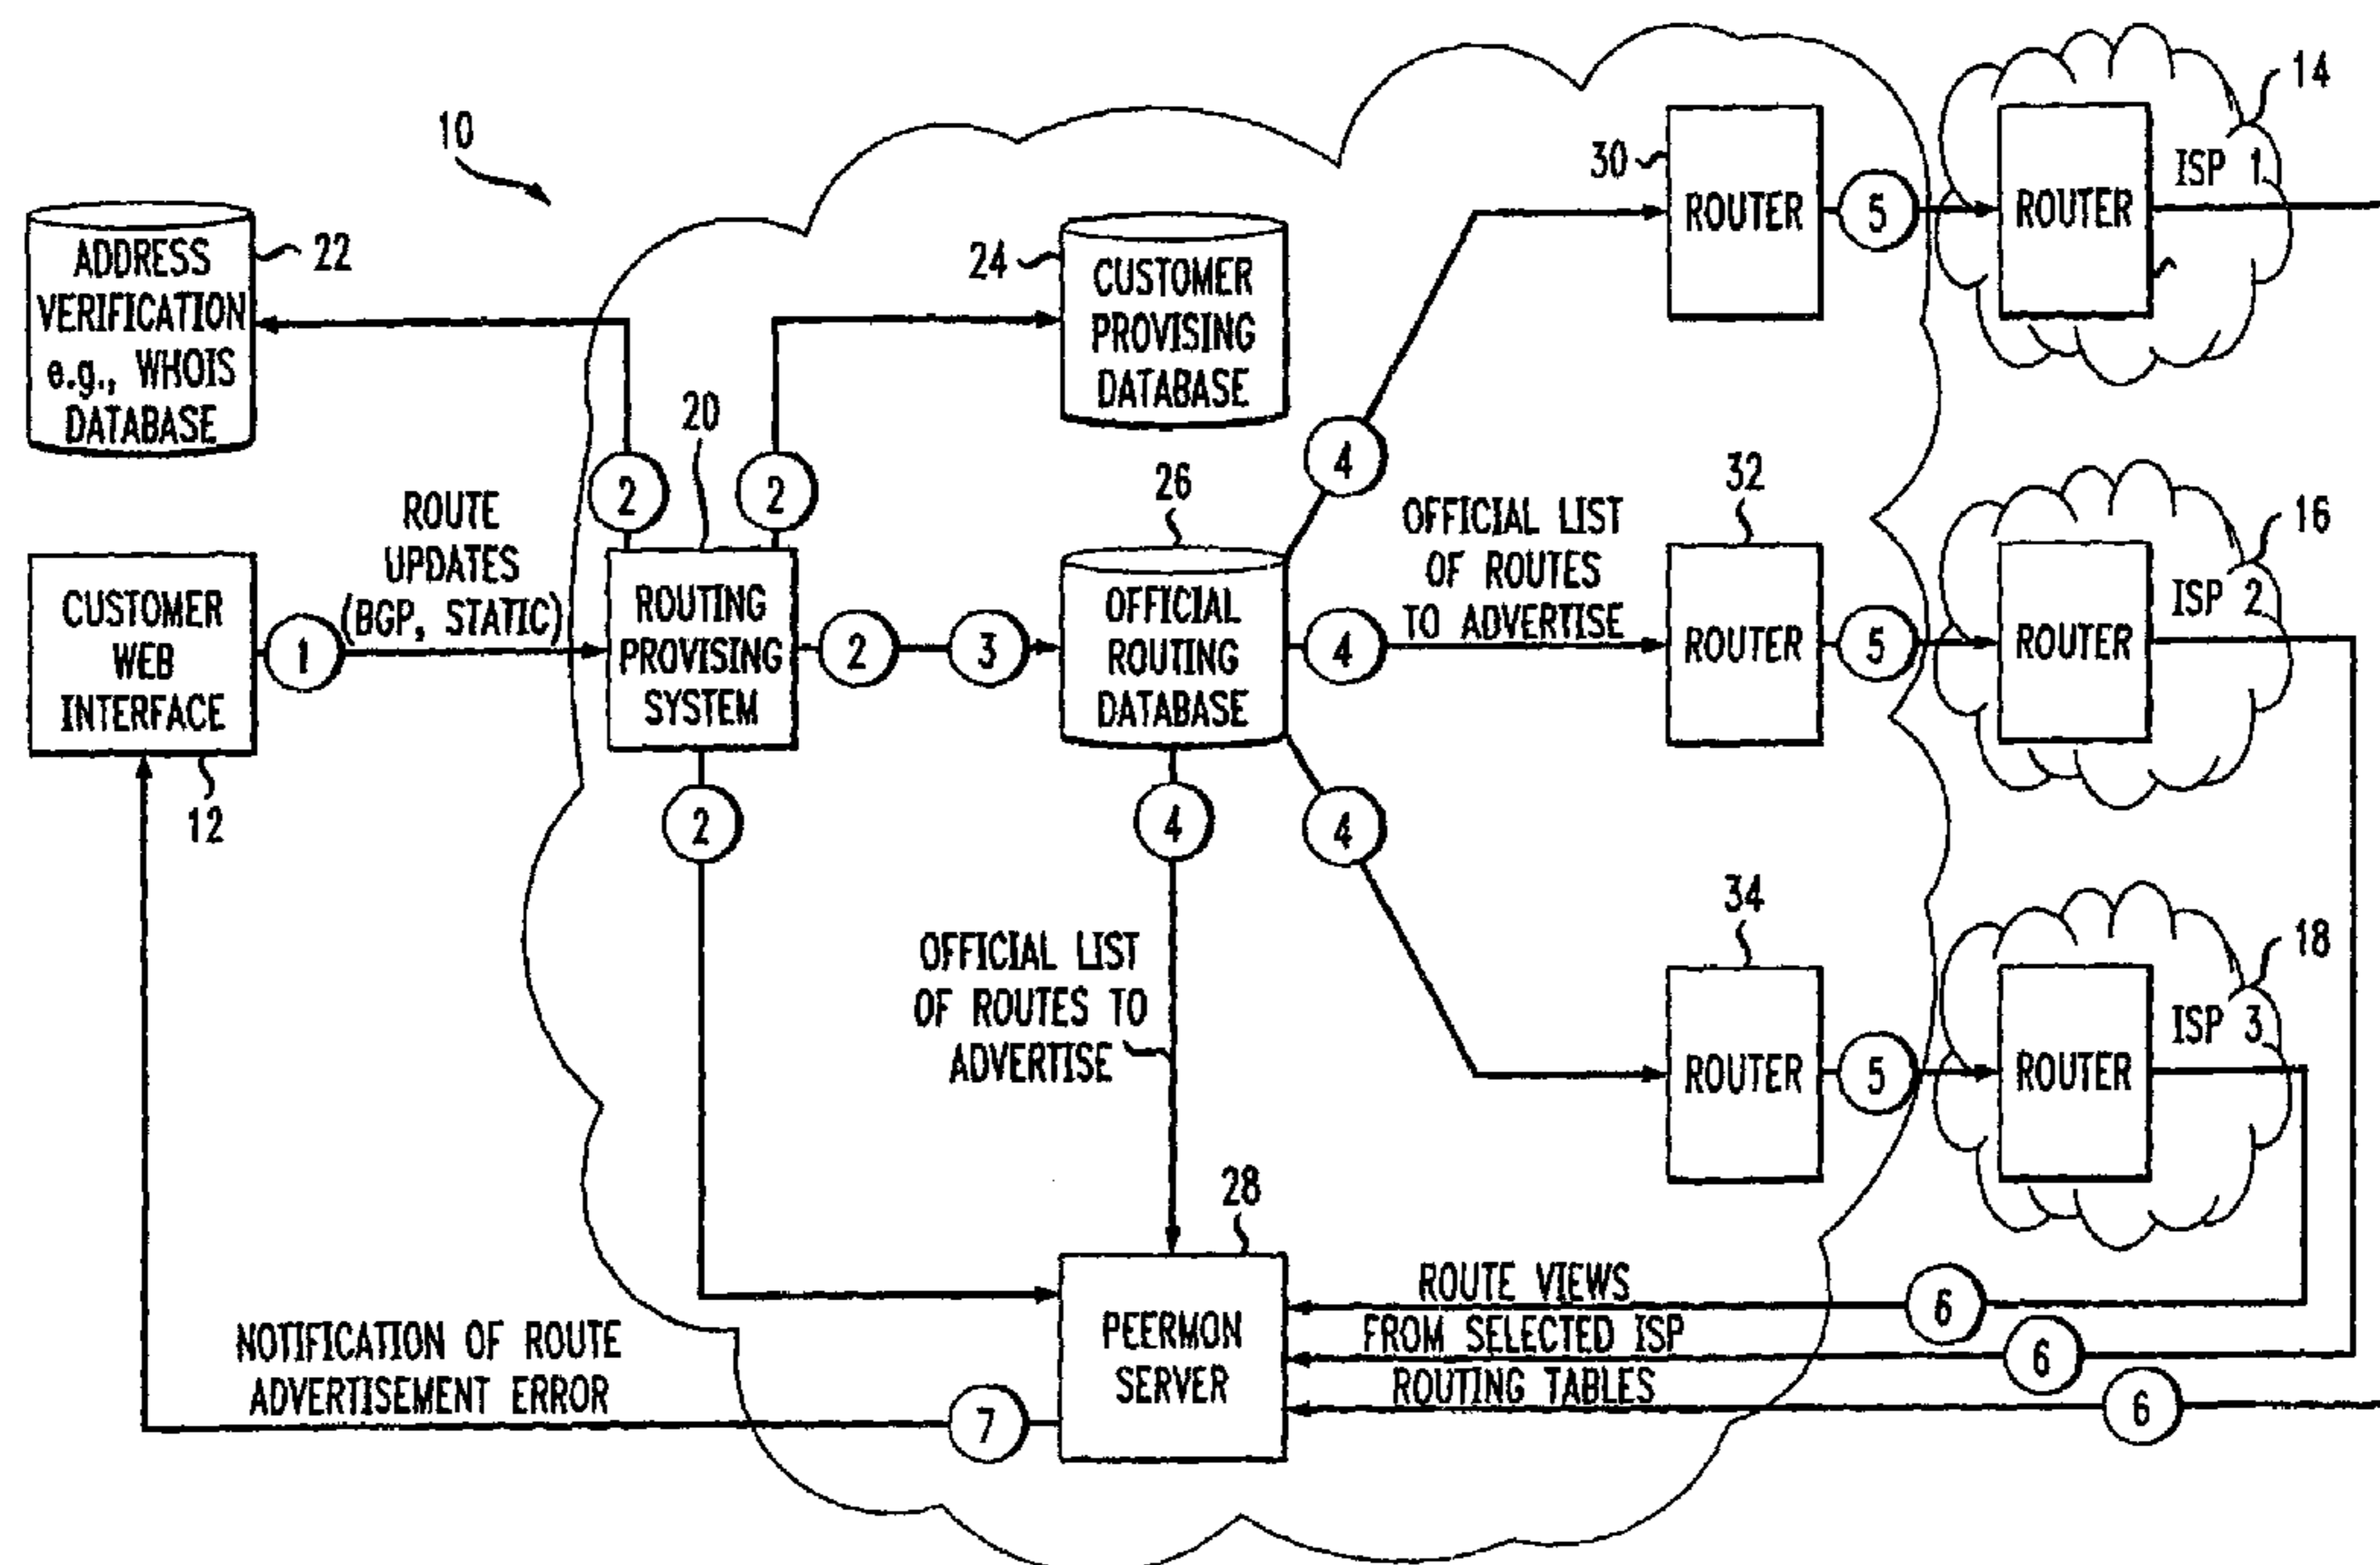 10
14
ISP 1
30
ROUTER
5
ROUTER
ADDRESS
VERIFICATION
e.g., WHOIS
DATABASE
22
24
CUSTOMER
PROVISING
DATABASE
20
2
2
4
ROUTE
UPDATES
(BGP, STATIC)
CUSTOMER
WEB
INTERFACE
12
1
ROUTING
PROVISING
SYSTEM
2
3
26
OFFICIAL
ROUTING
DATABASE
4
OFFICIAL LIST
OF ROUTES
TO ADVERTISE
32
ROUTER
5
ROUTER
16
ISP 2
2
4
4
OFFICIAL LIST
OF ROUTES TO
ADVERTISE
34
ROUTER
5
ROUTER
18
ISP 3
28
PEERMON
SERVER
ROUTE VIEWS
FROM SELECTED ISP
ROUTING TABLES
6
6
6
NOTIFICATION OF ROUTE
ADVERTISEMENT ERROR
7